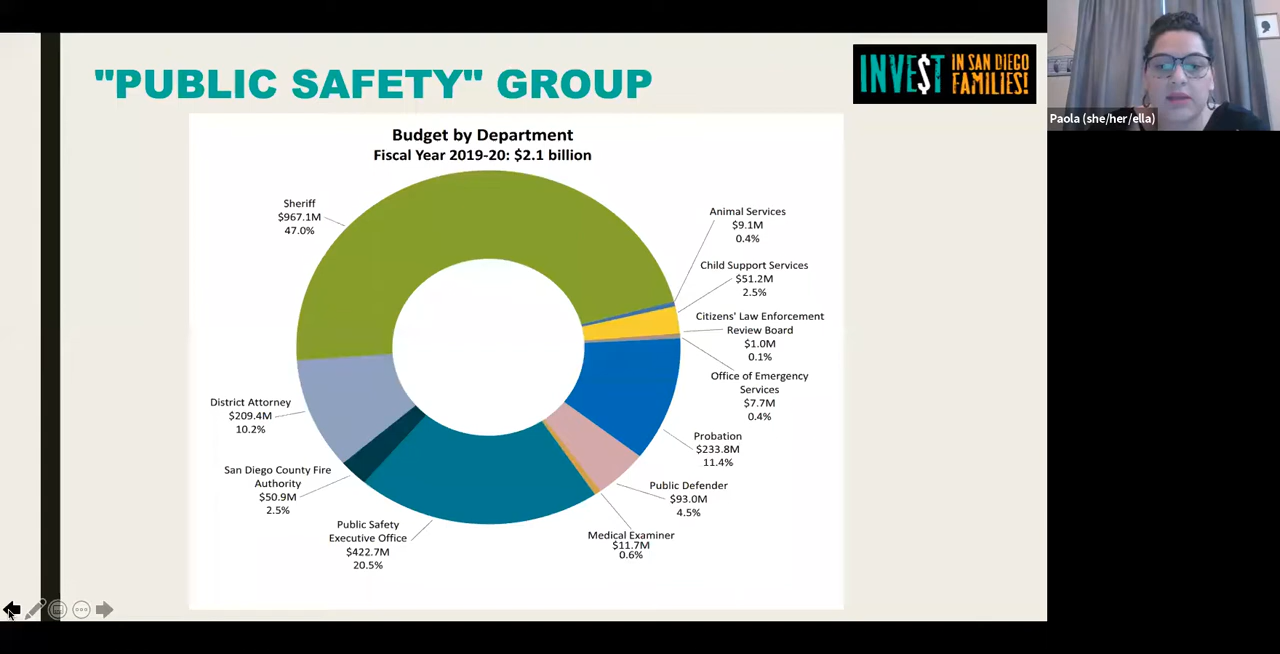 "PUBLIC SAFETY" GROUP
INVE$T
IN SAN DIEGO
FAMILIES!
Paola (she/her/ella)
Budget by Department
Fiscal Year 2019-20: $2.1 billion
Sheriff
$967.1M
47.0%
Animal Services
$9.1M
0.4%
Child Support Services
$51.2M
2.5%
Citizens' Law Enforcement
Review Board
$1.0M
0.1%
Office of Emergency
Services
$7.7M
0.4%
Probation
$233.8M
11.4%
Public Defender
$93.0M
4.5%
Medical Examiner
$11.7M
0.6%
Public Safety
Executive Office
$422.7M
20.5%
San Diego County Fire
Authority
$50.9M
2.5%
District Attorney
$209.4M
10.2%